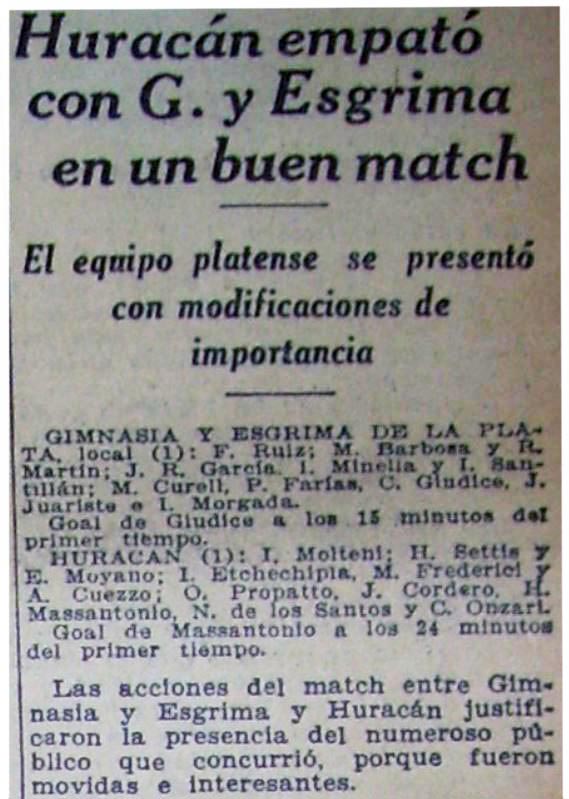 Huracán empató
con G. y Esgrima
en un buen match
El equipo platense se presentó
con modificaciones de
importancia
GIMNASIA Y ESGRIMA DE LA PLA-
TA, local (1): F. Ruiz; M. Barbosa y R.
Martín; J. R. García, I. Minella y I. San-
tillán; M. Curell, P. Farías, C. Giudice, J.
Juariste e I. Morgada.
Goal de Giudice a los 15 minutos del
primer tiempo.
HURACAN (1): I. Molteni; H. Settis y
E. Moyano; I. Etchechipia, M. Frederici y
A. Cuezzo; O. Propatto, J. Cordero, H.
Massantonio, N. de los Santos y C. Onzari.
Goal de Massantonio a los 24 minutos
del primer tiempo.
Las acciones del match entre Gim-
nasia y Esgrima y Huracán justifi-
caron la presencia del numeroso pú-
blico que concurrió, porque fueron
movidas e interesantes.